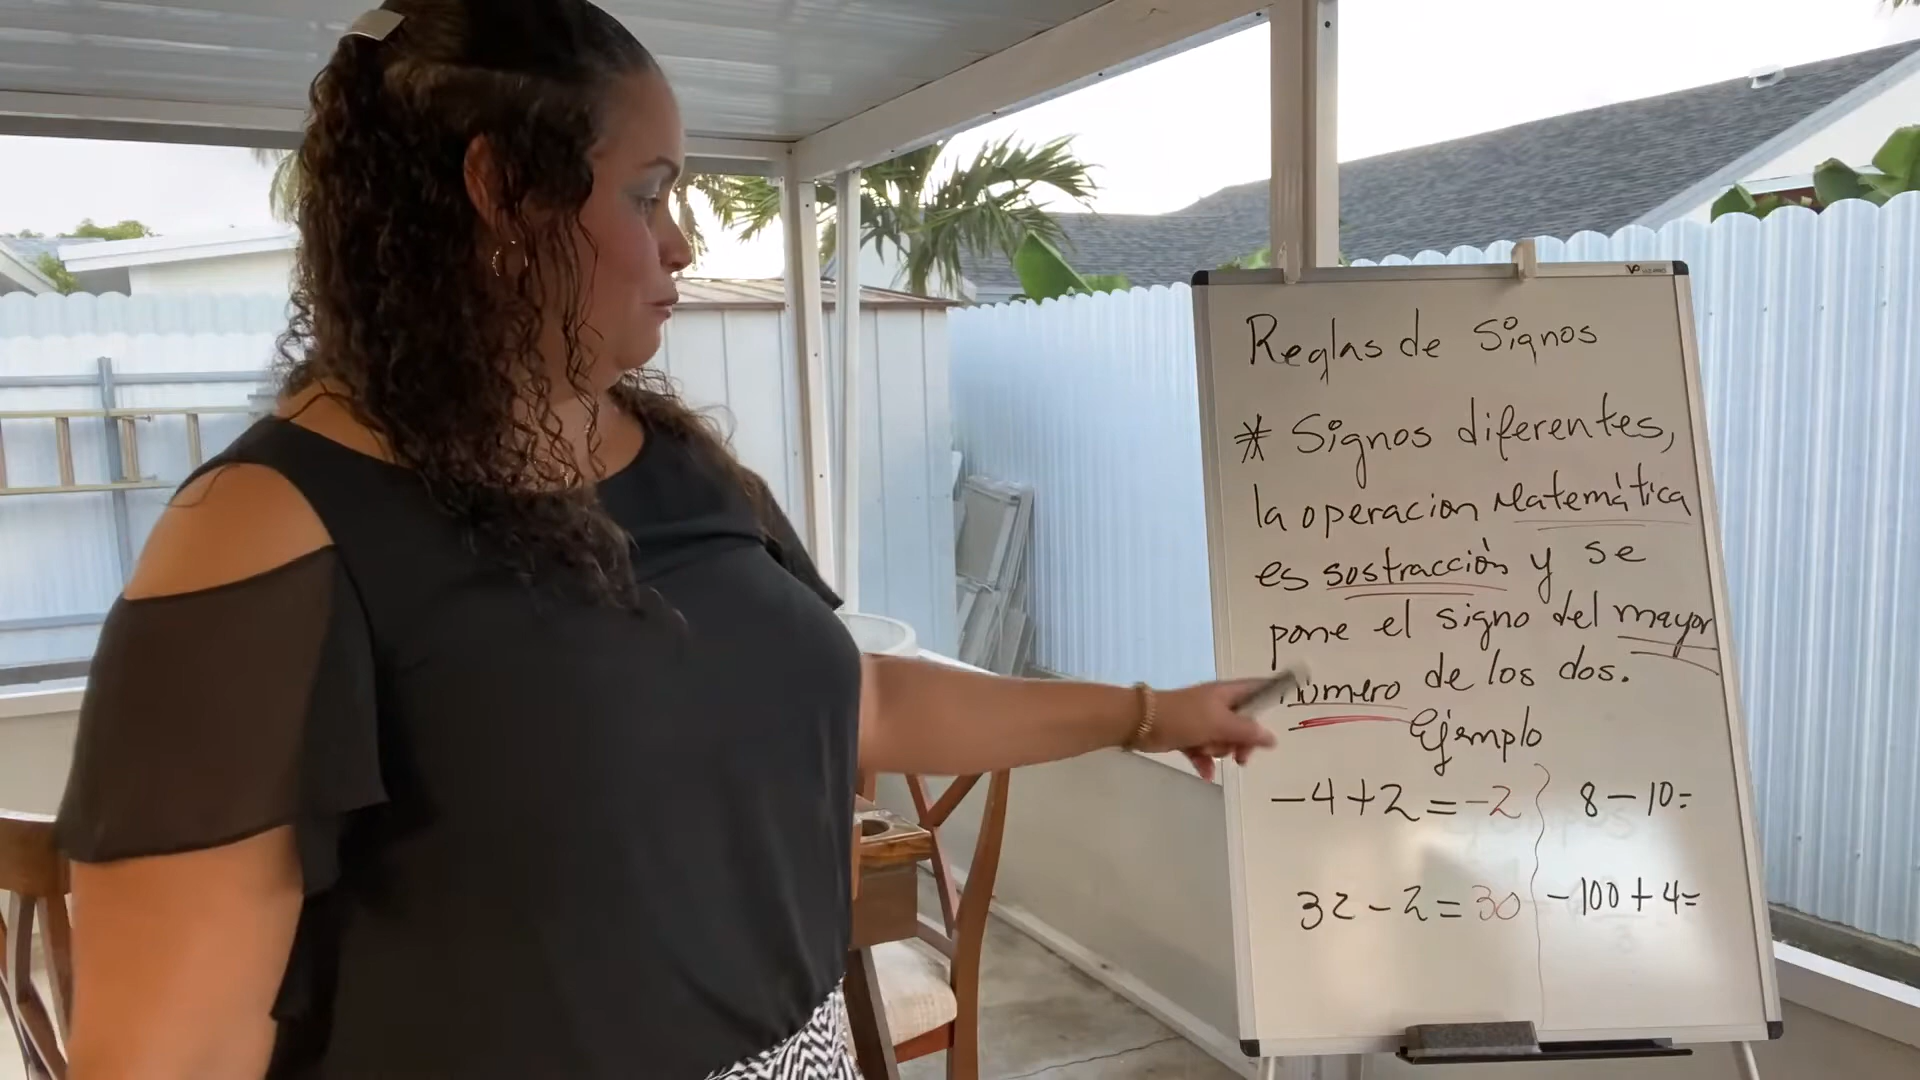 Reglas de Signos
* Signos diferentes,
la operacion Matemática
es sostracción y se
pone el signo del mayor
número de los dos.
Ejemplo
-4+2=-2
8-10=
32-2=30
-100+4=